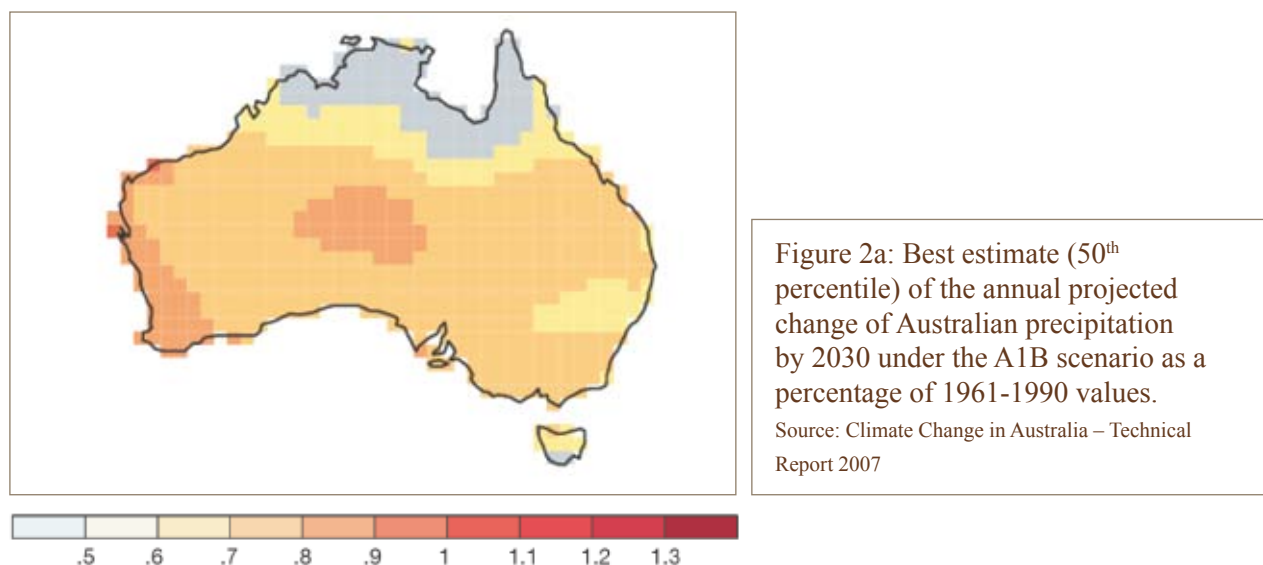 Figure 2a: Best estimate (50th
percentile) of the annual projected
change of Australian precipitation
by 2030 under the A1B scenario as a
percentage of 1961-1990 values.
Source: Climate Change in Australia – Technical
Report 2007
.5 .6 .7 .8 .9 1 1.1 1.2 1.3